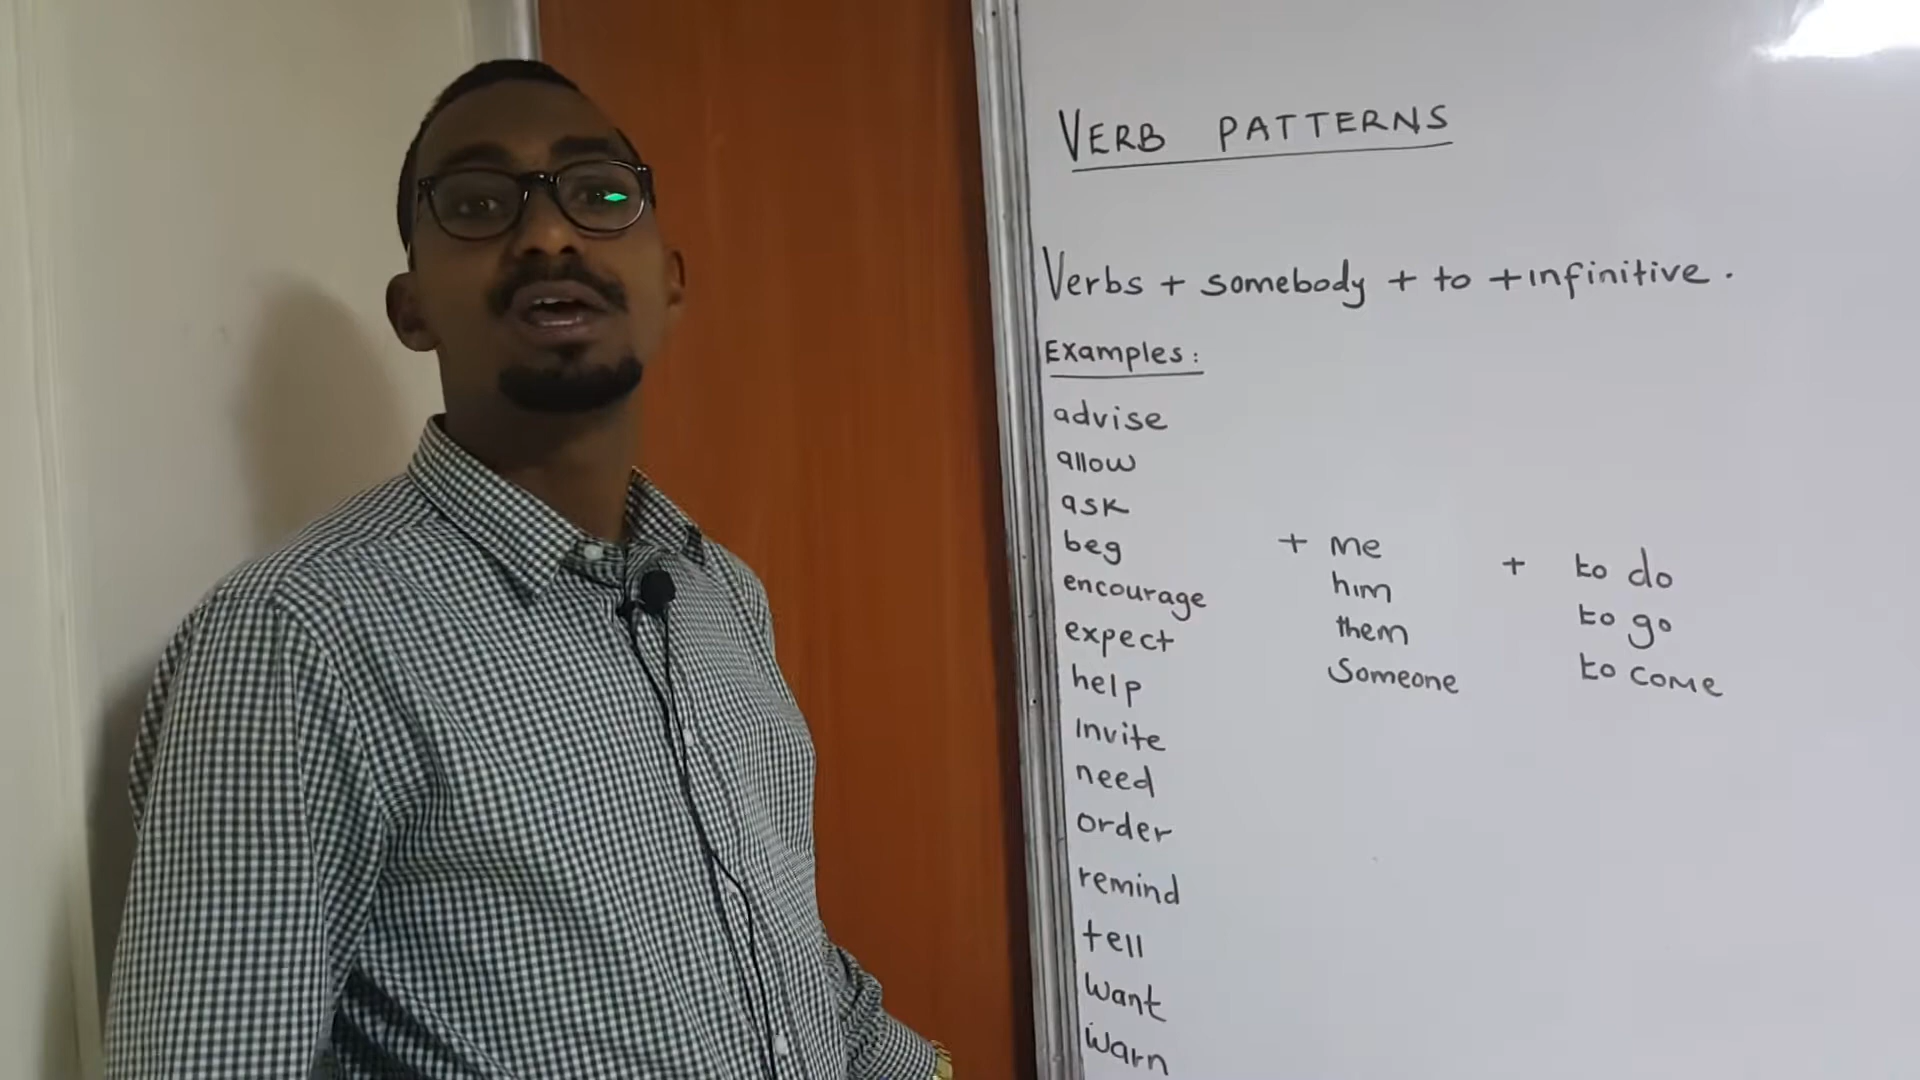 VERB PATTERNS
Verbs + somebody + to + infinitive.
Examples:
advise
allow
ask
beg
encourage
expect
help
invite
need
order
remind
tell
want
warn
+ me
him
them
Someone
+ to do
to go
to come